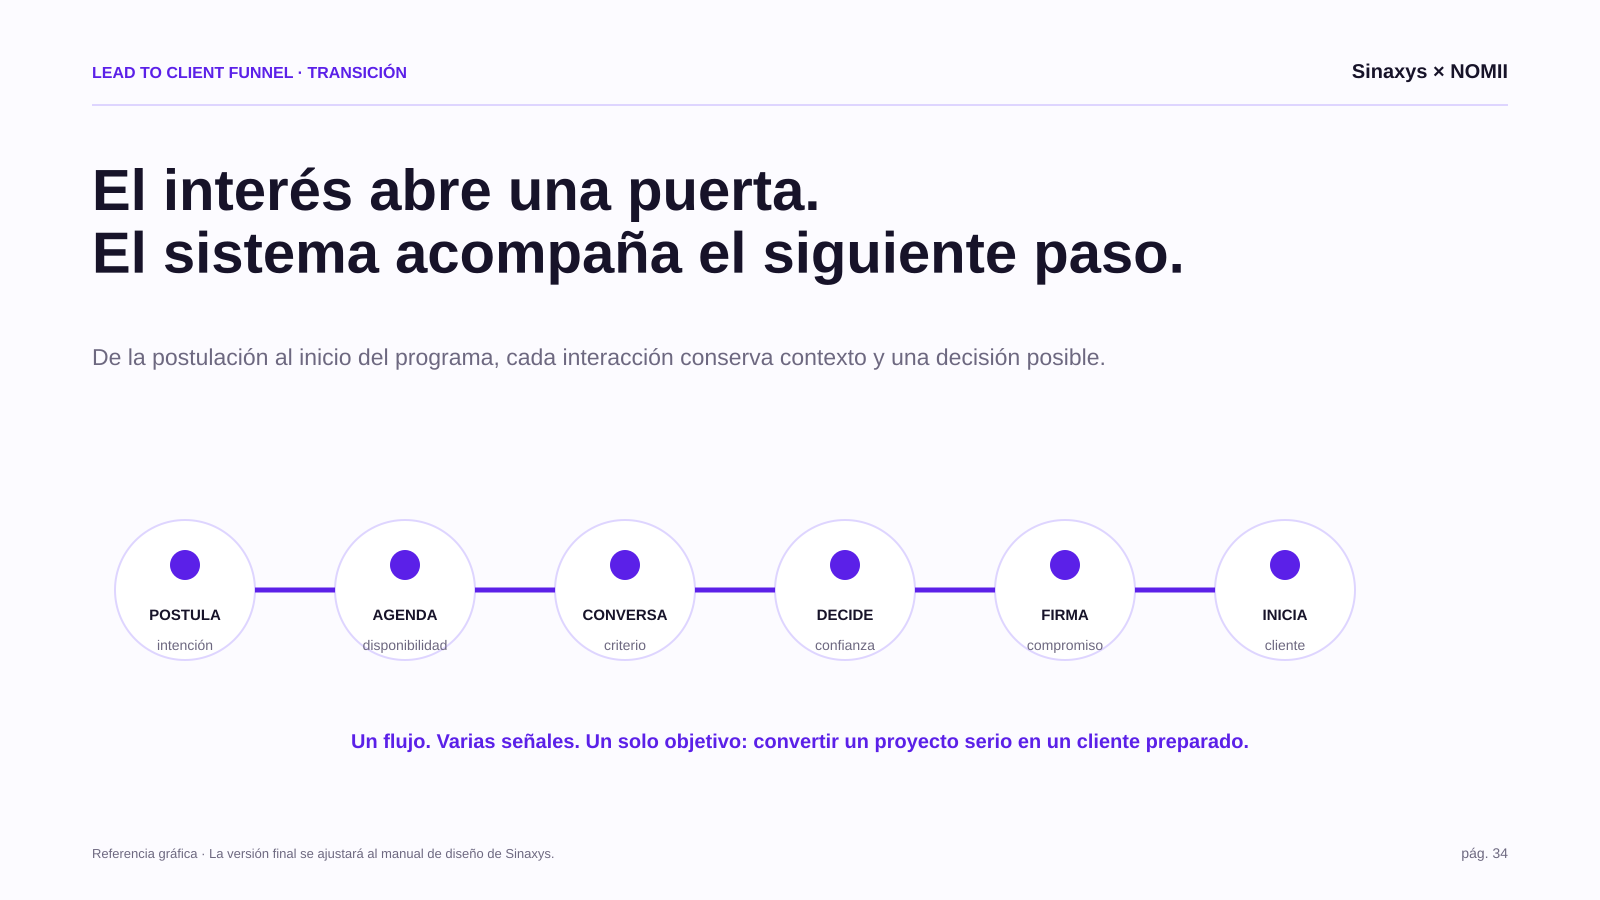 LEAD TO CLIENT FUNNEL · TRANSICIÓN
Sinaxys × NOMII
El interés abre una puerta.
El sistema acompaña el siguiente paso.
De la postulación al inicio del programa, cada interacción conserva contexto y una decisión posible.
POSTULA
intención
AGENDA
disponibilidad
CONVERSA
criterio
DECIDE
confianza
FIRMA
compromiso
INICIA
cliente
Un flujo. Varias señales. Un solo objetivo: convertir un proyecto serio en un cliente preparado.
Referencia gráfica · La versión final se ajustará al manual de diseño de Sinaxys.
pág. 34